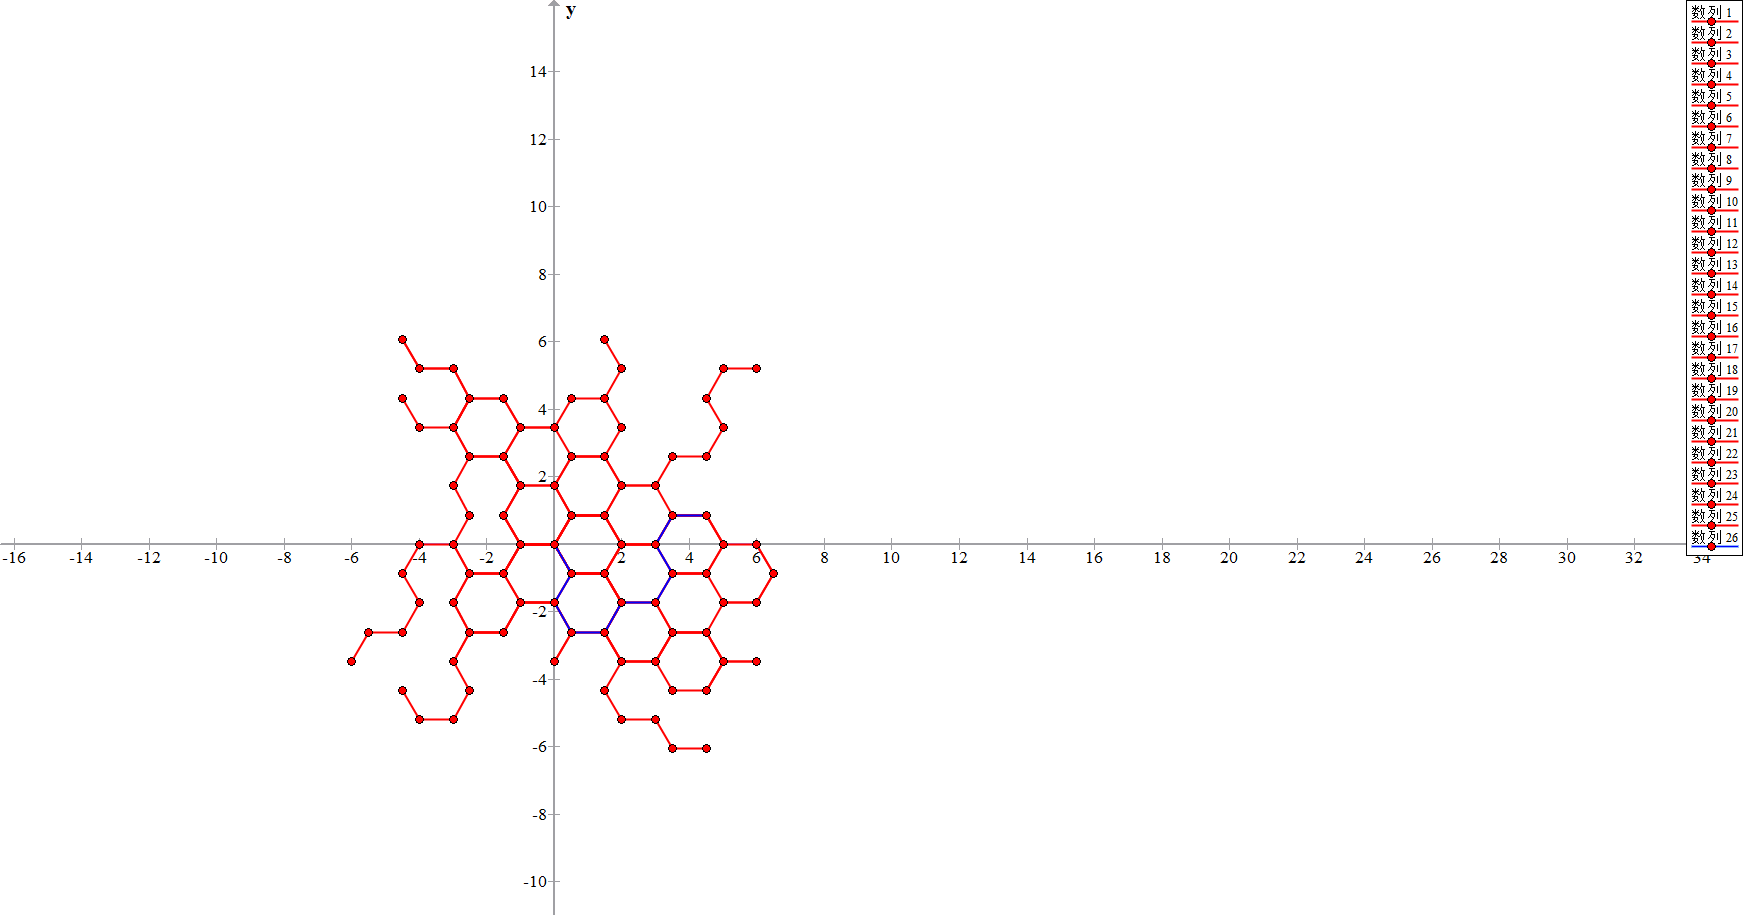 y
14
12
10
8
6
4
2
-16 -14 -12 -10 -8 -6 -4 -2 2 4 6 8 10 12 14 16 18 20 22 24 26 28 30 32 34
-2
-4
-6
-8
-10
数列 1
数列 2
数列 3
数列 4
数列 5
数列 6
数列 7
数列 8
数列 9
数列 10
数列 11
数列 12
数列 13
数列 14
数列 15
数列 16
数列 17
数列 18
数列 19
数列 20
数列 21
数列 22
数列 23
数列 24
数列 25
数列 26